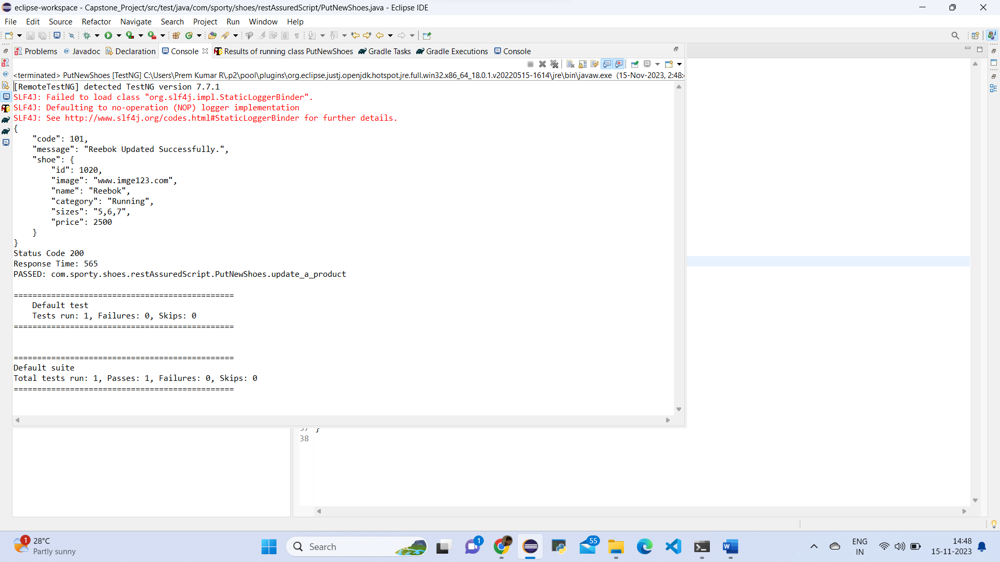 eclipse-workspace - Capstone_Project/src/test/java/com/sporty/shoes/restAssuredScript/PutNewShoes.java - Eclipse IDE
File Edit Source Refactor Navigate Search Project Run Window Help
Problems @ Javadoc Declaration Console Results of running class PutNewShoes Gradle Tasks Gradle Executions Console
<terminated> PutNewShoes [TestNG] C:\Users\Prem Kumar R\.p2\pool\plugins\org.eclipse.justj.openjdk.hotspot.jre.full.win32.x86_64_18.0.1.v20220515-1614\jre\bin\javaw.exe (15-Nov-2023, 2:48:4
[RemoteTestNG] detected TestNG version 7.7.1
SLF4J: Failed to load class "org.slf4j.impl.StaticLoggerBinder".
SLF4J: Defaulting to no-operation (NOP) logger implementation
SLF4J: See http://www.slf4j.org/codes.html#StaticLoggerBinder for further details.
{
    "code": 101,
    "message": "Reebok Updated Successfully.",
    "shoe": {
        "id": 1020,
        "image": "www.imge123.com",
        "name": "Reebok",
        "category": "Running",
        "sizes": "5,6,7",
        "price": 2500
    }
}
Status Code 200
Response Time: 565
PASSED: com.sporty.shoes.restAssuredScript.PutNewShoes.update_a_product
===============================================
    Default test
    Tests run: 1, Failures: 0, Skips: 0
===============================================
===============================================
Default suite
Total tests run: 1, Passes: 1, Failures: 0, Skips: 0
===============================================
37 }
38
1 28°C
Partly sunny
Search
1
55
ENG
IN
14:48
15-11-2023